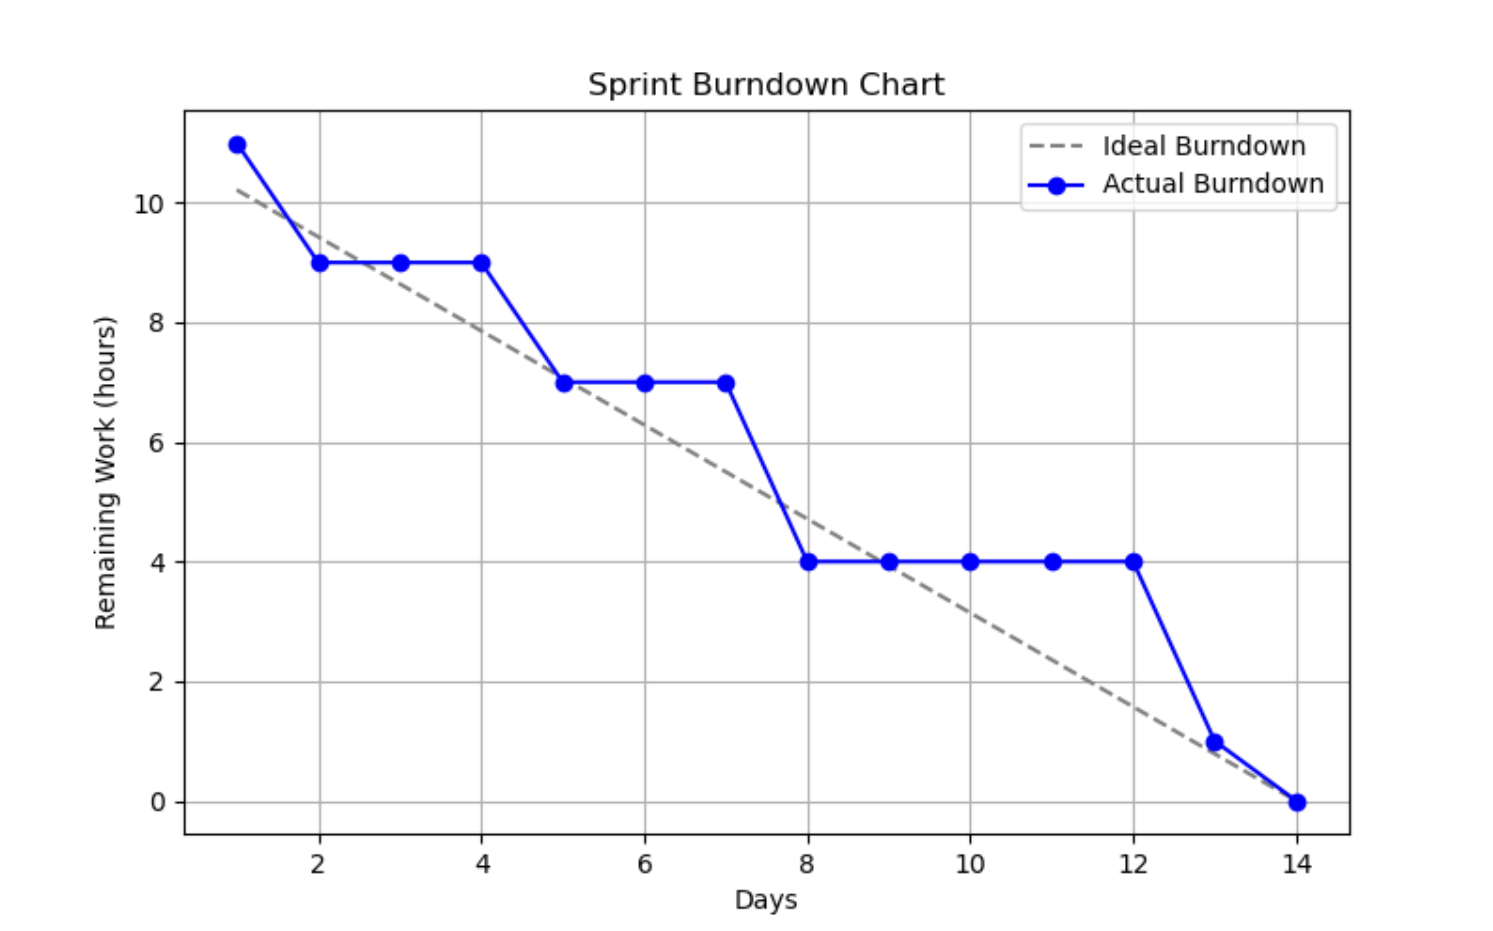 Sprint Burndown Chart
Ideal Burndown
Actual Burndown
10
8
6
4
2
0
Remaining Work (hours)
2 4 6 8 10 12 14
Days